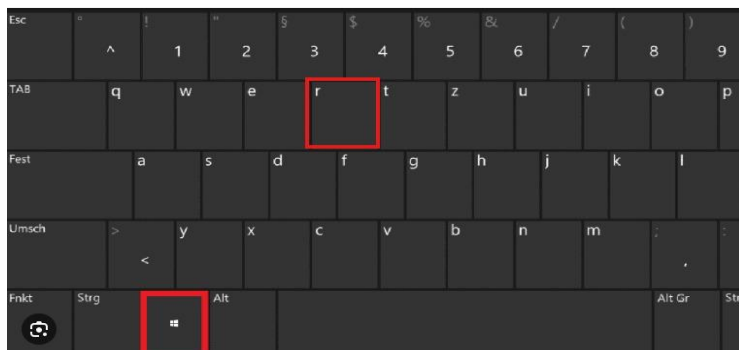 Esc ° ^ ! 1 " 2 § 3 $ 4 % 5 & 6 / 7 ( 8 ) 9
TAB q w e r t z u i o p
Fest a s d f g h j k l
Umsch > < y x c v b n m ; , :
Fnkt Strg Alt Alt Gr Str